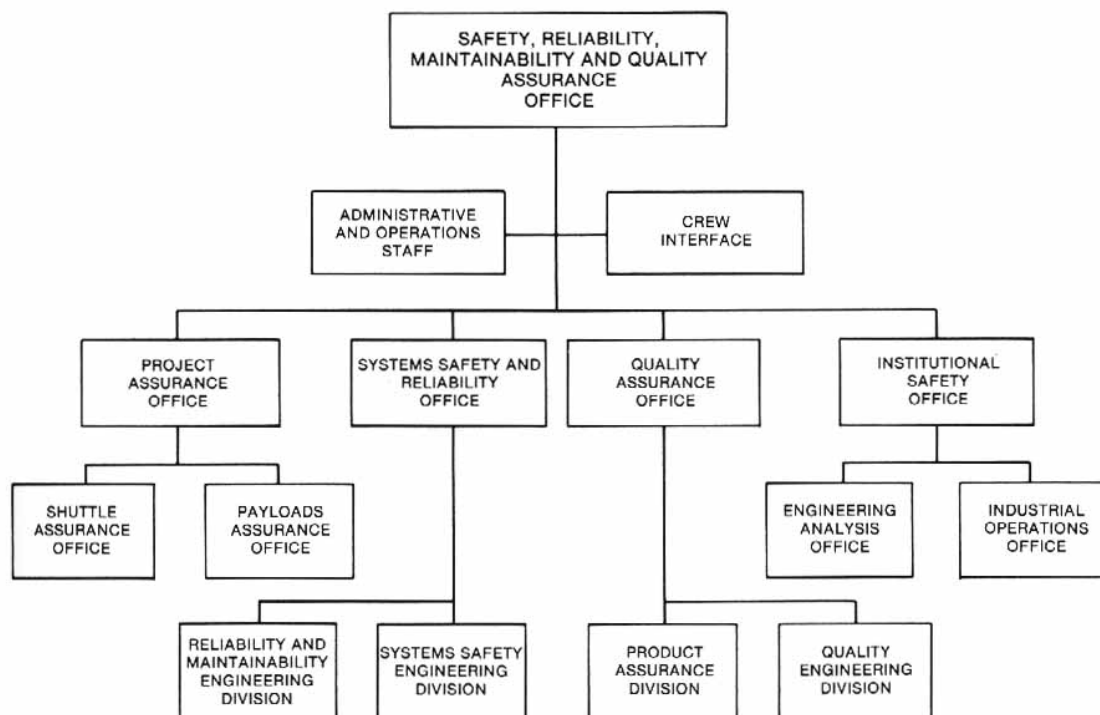 SAFETY, RELIABILITY,
MAINTAINABILITY AND QUALITY
ASSURANCE
OFFICE
ADMINISTRATIVE
AND OPERATIONS
STAFF
CREW
INTERFACE
PROJECT
ASSURANCE
OFFICE
SYSTEMS SAFETY AND
RELIABILITY
OFFICE
QUALITY
ASSURANCE
OFFICE
INSTITUTIONAL
SAFETY
OFFICE
SHUTTLE
ASSURANCE
OFFICE
PAYLOADS
ASSURANCE
OFFICE
ENGINEERING
ANALYSIS
OFFICE
INDUSTRIAL
OPERATIONS
OFFICE
RELIABILITY AND
MAINTAINABILITY
ENGINEERING
DIVISION
SYSTEMS SAFETY
ENGINEERING
DIVISION
PRODUCT
ASSURANCE
DIVISION
QUALITY
ENGINEERING
DIVISION